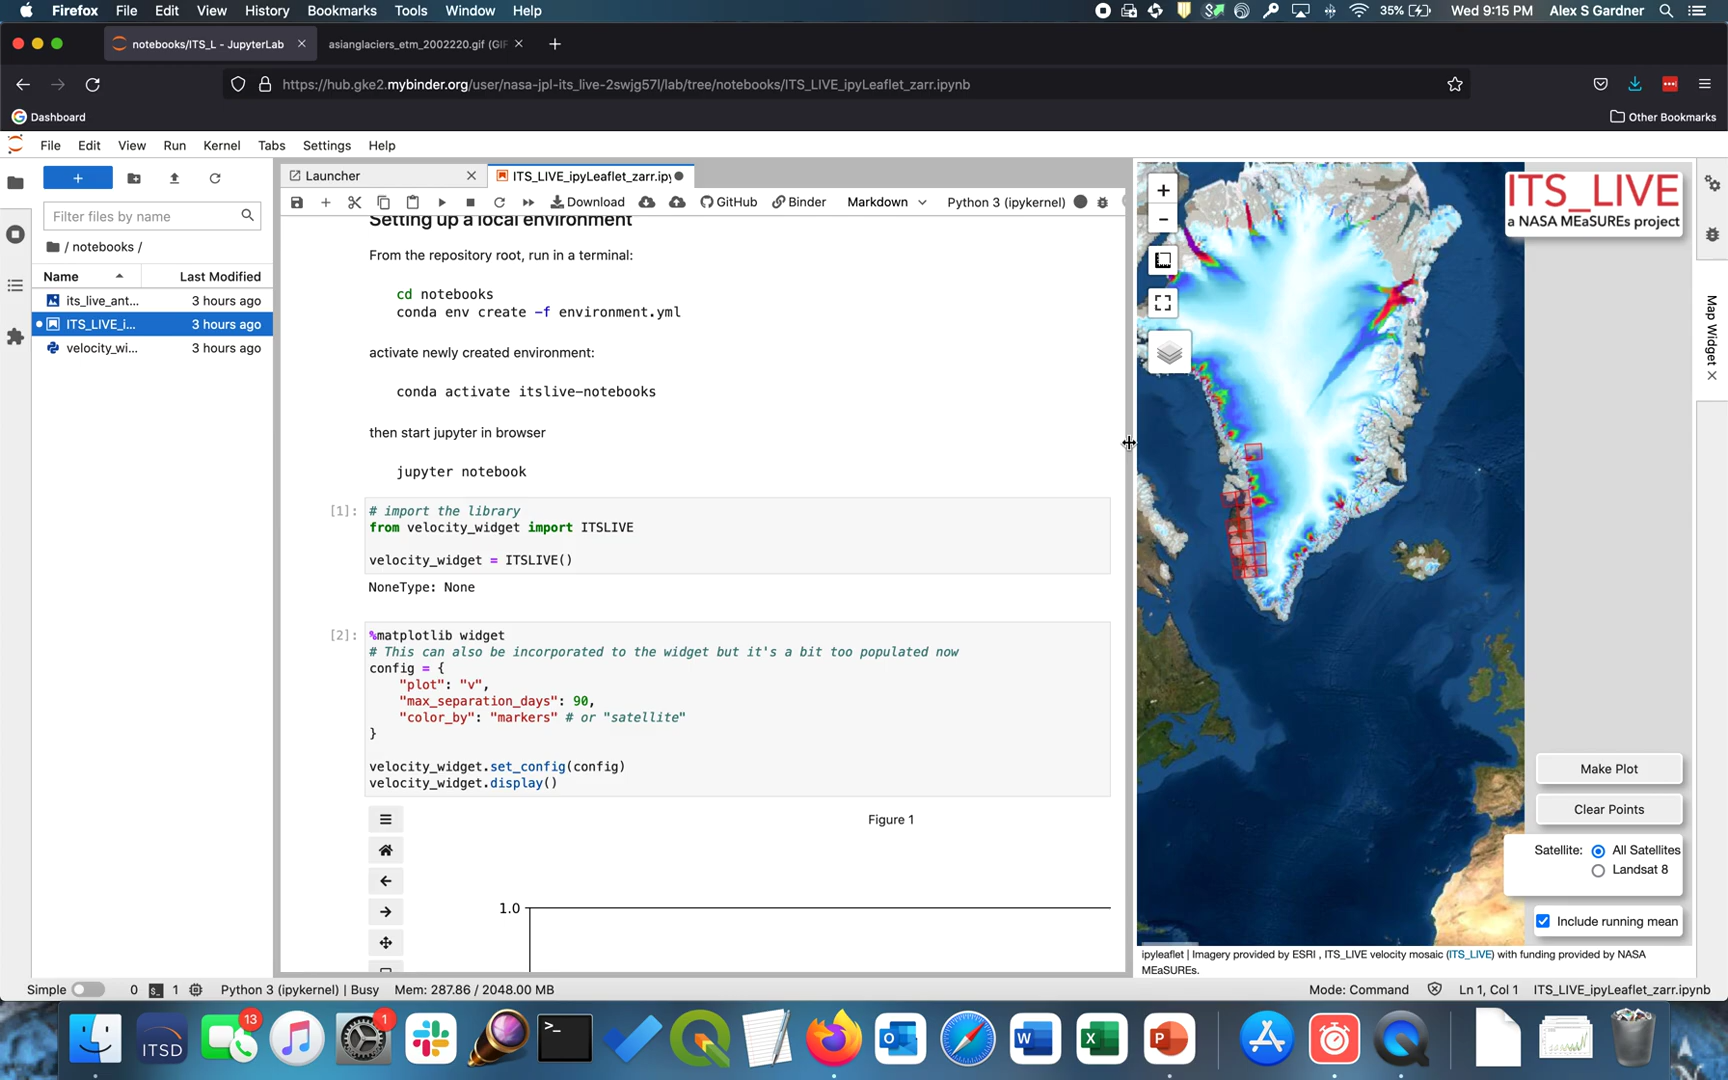 Firefox File Edit View History Bookmarks Tools Window Help 35% Wed 9:15 PM Alex S Gardner
notebooks/ITS_L - JupyterLab asianglaciers_etm_2002220.gif (GIF
https://hub.gke2.mybinder.org/user/nasa-jpl-its_live-2swjg57l/lab/tree/notebooks/ITS_LIVE_ipyLeaflet_zarr.ipynb
Dashboard Other Bookmarks
File Edit View Run Kernel Tabs Settings Help
Launcher ITS_LIVE_ipyLeaflet_zarr.ipy
Download GitHub Binder Markdown Python 3 (ipykernel)
Filter files by name
/ notebooks /
Name Last Modified
its_live_ant... 3 hours ago
ITS_LIVE_i... 3 hours ago
velocity_wi... 3 hours ago
Setting up a local environment
From the repository root, run in a terminal:
cd notebooks
conda env create -f environment.yml
activate newly created environment:
conda activate itslive-notebooks
then start jupyter in browser
jupyter notebook
[1]: # import the library
from velocity_widget import ITSLIVE
velocity_widget = ITSLIVE()
NoneType: None
[2]: %matplotlib widget
# This can also be incorporated to the widget but it's a bit too populated now
config = {
"plot": "v",
"max_separation_days": 90,
"color_by": "markers" # or "satellite"
}
velocity_widget.set_config(config)
velocity_widget.display()
Figure 1
1.0
+
−
ITS_LIVE
a NASA MEaSUREs project
Map Widget
Make Plot
Clear Points
Satellite: All Satellites
Landsat 8
Include running mean
ipyleaflet | Imagery provided by ESRI , ITS_LIVE velocity mosaic (ITS_LIVE) with funding provided by NASA
MEaSUREs.
Simple 0 1 Python 3 (ipykernel) | Busy Mem: 287.86 / 2048.00 MB Mode: Command Ln 1, Col 1 ITS_LIVE_ipyLeaflet_zarr.ipynb
ITSD 13 1